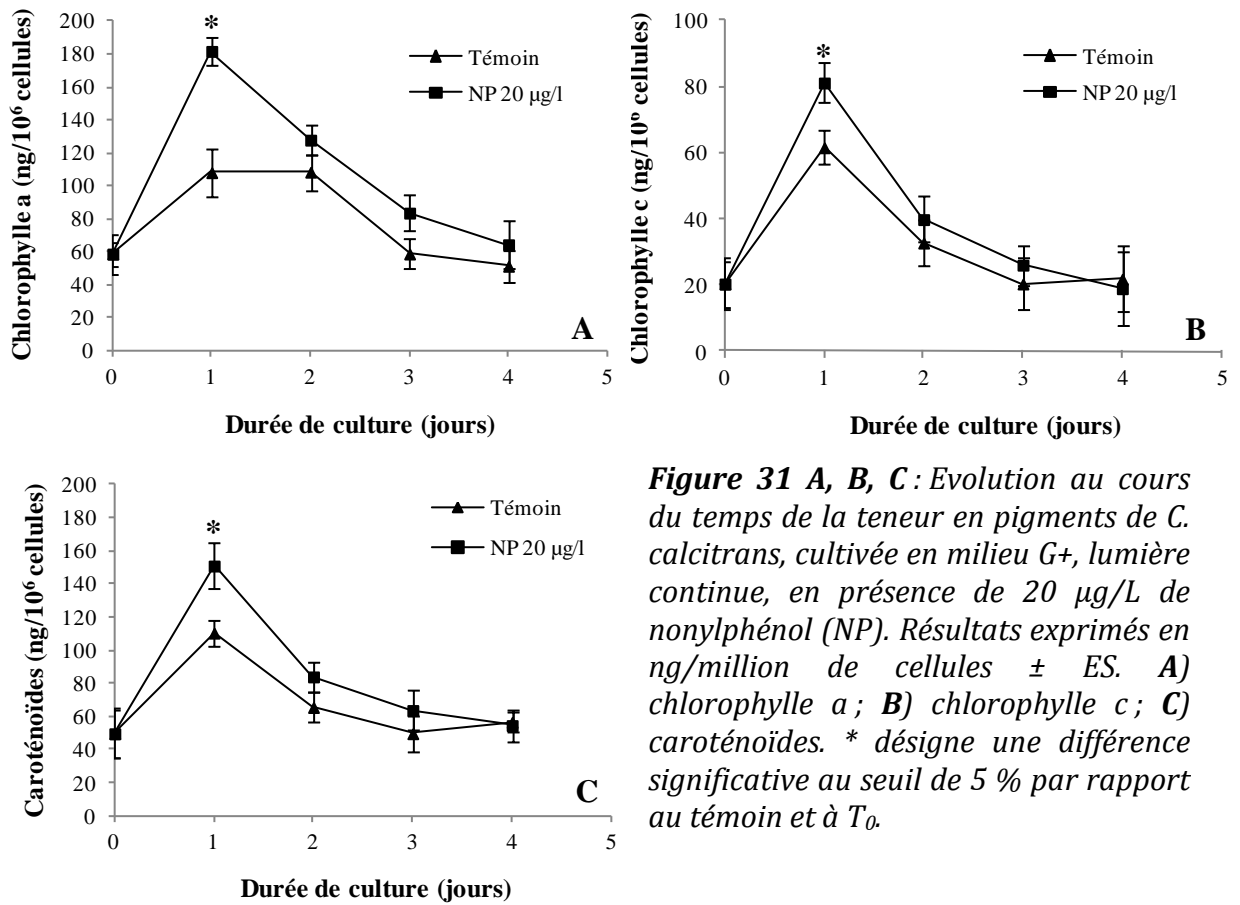 Chlorophylle a (ng/10⁶ cellules)
200
180
160
140
120
100
80
60
40
20
0
*
Témoin
NP 20 µg/l
A
0 1 2 3 4 5
Durée de culture (jours)
Chlorophylle c (ng/10⁶ cellules)
100
80
60
40
20
0
*
Témoin
NP 20 µg/l
B
0 1 2 3 4 5
Durée de culture (jours)
Caroténoïdes (ng/10⁶ cellules)
200
180
160
140
120
100
80
60
40
20
0
*
Témoin
NP 20 µg/l
C
0 1 2 3 4 5
Durée de culture (jours)
Figure 31 A, B, C : Evolution au cours
du temps de la teneur en pigments de C.
calcitrans, cultivée en milieu G+, lumière
continue, en présence de 20 µg/L de
nonylphénol (NP). Résultats exprimés en
ng/million de cellules ± ES. A)
chlorophylle a ; B) chlorophylle c ; C)
caroténoïdes. * désigne une différence
significative au seuil de 5 % par rapport
au témoin et à T₀.